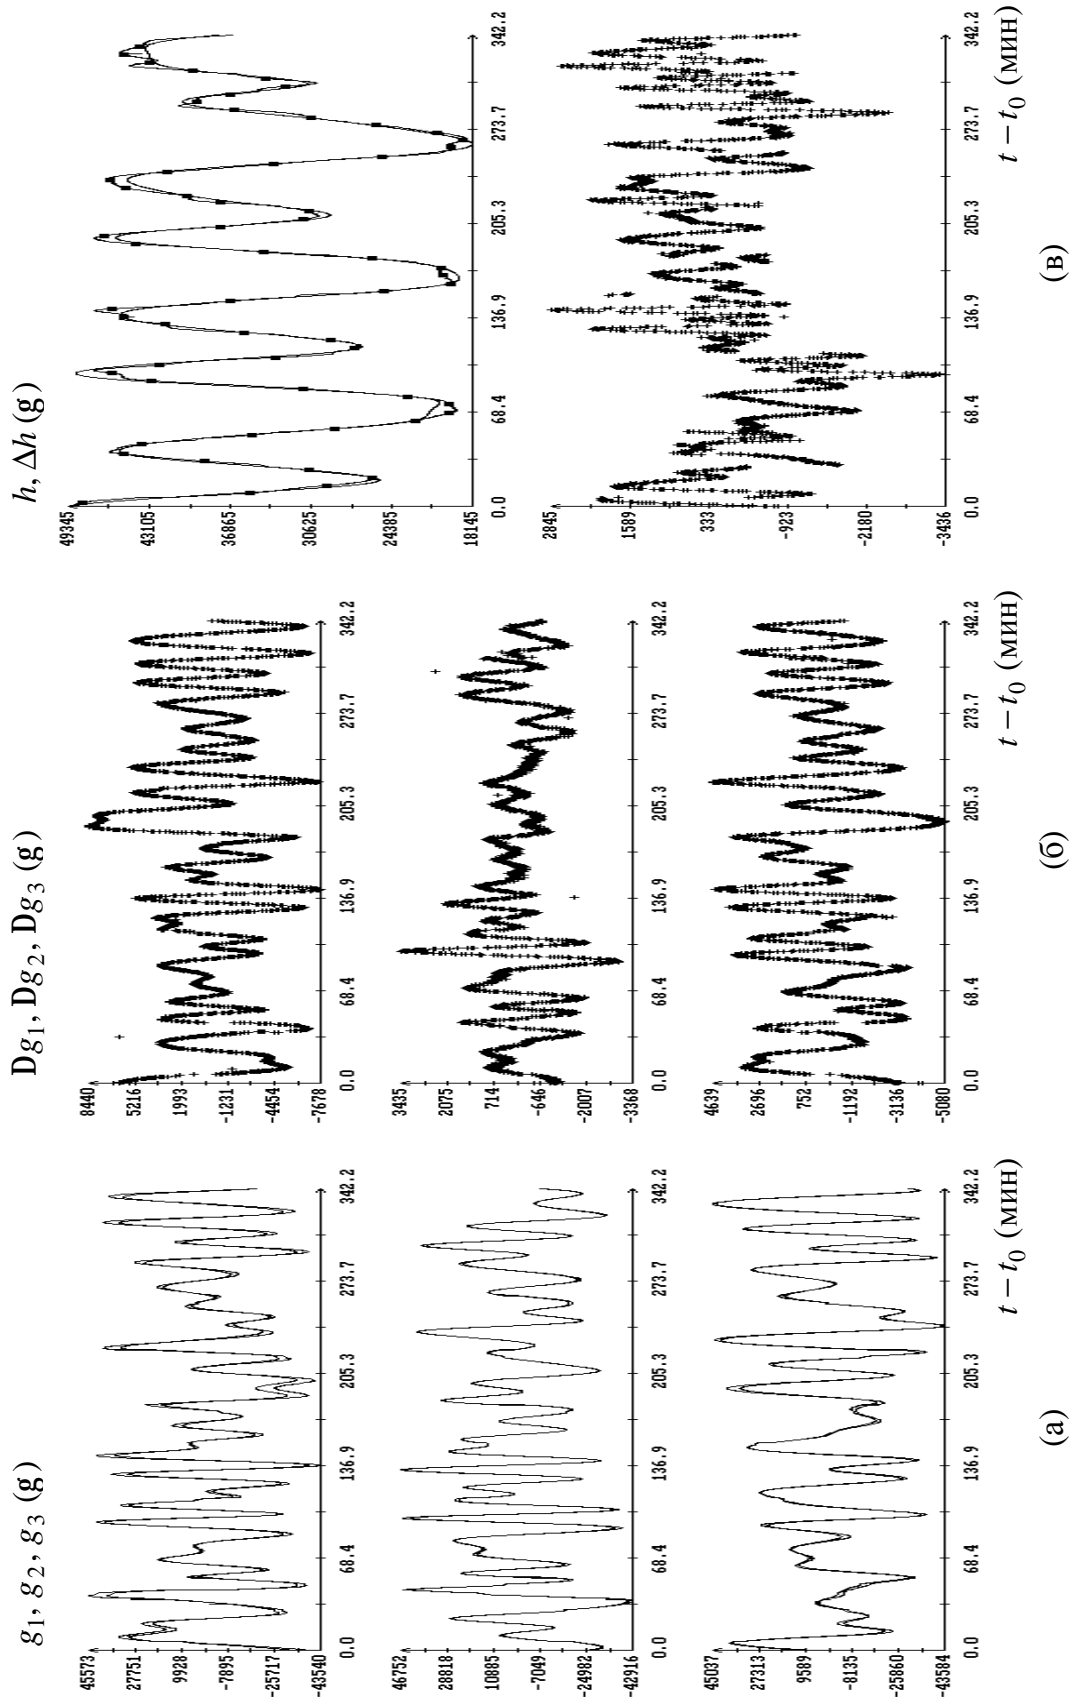 g₁, g₂, g₃ (g)
45573
27751
9928
-7895
-25717
-43540
0.0 68.4 136.9 205.3 273.7 342.2
46752
28818
10885
-7049
-24982
-42916
0.0 68.4 136.9 205.3 273.7 342.2
45037
27313
9589
-8135
-25860
-43584
0.0 68.4 136.9 205.3 273.7 342.2
t − t₀ (мин)
(а)
Dg₁, Dg₂, Dg₃ (g)
8440
5216
1993
-1231
-4454
-7678
0.0 68.4 136.9 205.3 273.7 342.2
3435
2075
714
-646
-2007
-3368
0.0 68.4 136.9 205.3 273.7 342.2
4639
2696
752
-1192
-3136
-5080
0.0 68.4 136.9 205.3 273.7 342.2
t − t₀ (мин)
(б)
h, Δh (g)
49345
43105
36865
30625
24385
18145
0.0 68.4 136.9 205.3 273.7 342.2
2845
1589
333
-923
-2180
-3436
0.0 68.4 136.9 205.3 273.7 342.2
t − t₀ (мин)
(в)